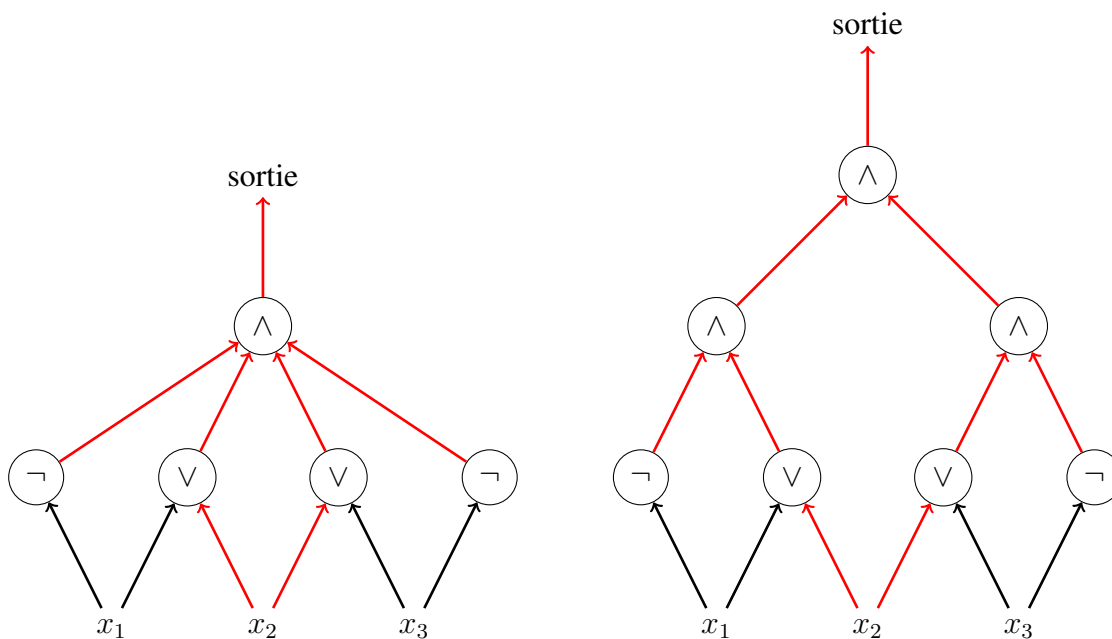 sortie
∧
¬ ∨ ∨ ¬
x₁ x₂ x₃
sortie
∧
∧ ∧
¬ ∨ ∨ ¬
x₁ x₂ x₃